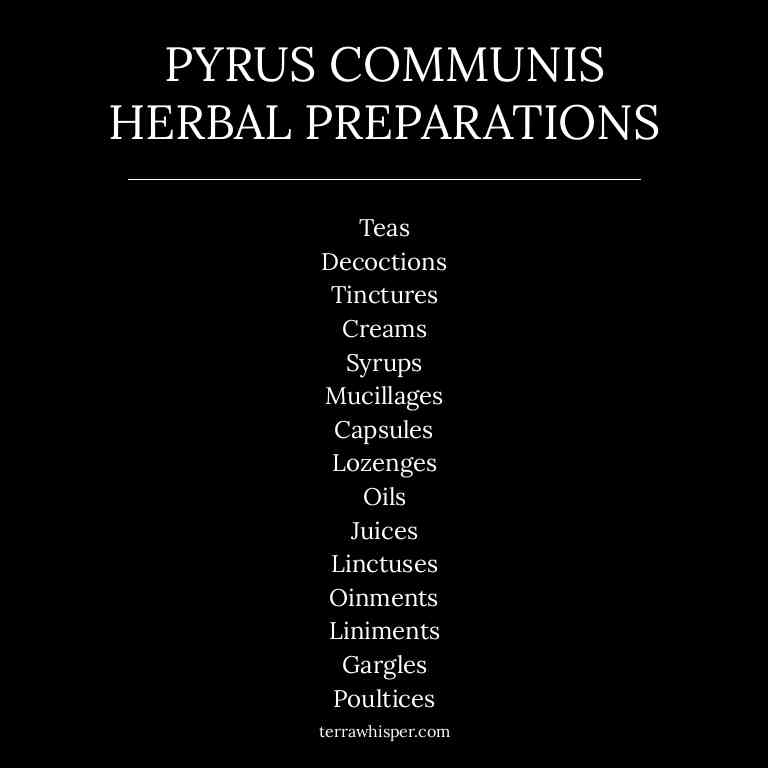 PYRUS COMMUNIS
HERBAL PREPARATIONS
Teas
Decoctions
Tinctures
Creams
Syrups
Mucillages
Capsules
Lozenges
Oils
Juices
Linctuses
Oinments
Liniments
Gargles
Poultices
terrawhisper.com